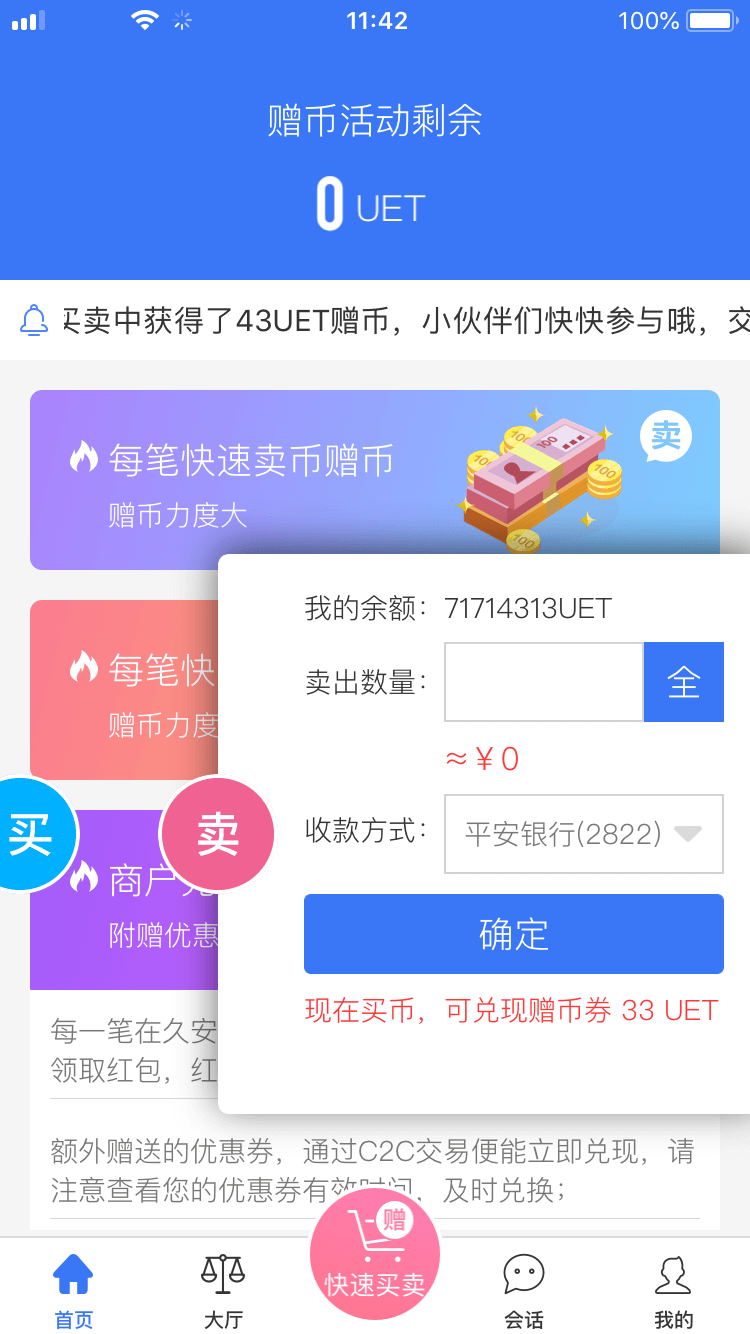 11:42
100%
赠币活动剩余
0 UET
买卖中获得了43UET赠币，小伙伴们快快参与哦，交
每笔快速卖币赠币
赠币力度大
卖
100
100
100
100
100
每笔快
赠币力度
买
卖
商户
附赠优惠
我的余额： 71714313UET
卖出数量：
全
≈ ¥ 0
收款方式： 平安银行(2822)
确定
现在买币，可兑现赠币券 33 UET
每一笔在久安
领取红包，红
额外赠送的优惠券，通过C2C交易便能立即兑现，请
注意查看您的优惠券有效时间，及时兑换；
赠
快速买卖
首页
大厅
会话
我的